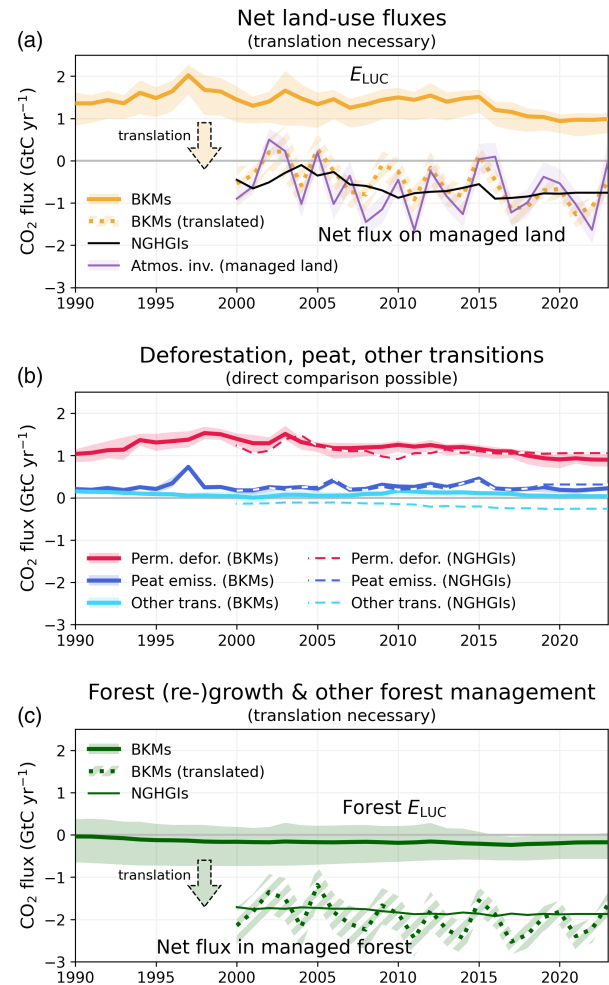 Net land-use fluxes
(a)
(translation necessary)
E_LUC
translation
BKMs
BKMs (translated)
NGHGIs
Atmos. inv. (managed land)
Net flux on managed land
CO₂ flux (GtC yr⁻¹)
2
1
0
−1
−2
−3
1990 1995 2000 2005 2010 2015 2020
Deforestation, peat, other transitions
(b)
(direct comparison possible)
CO₂ flux (GtC yr⁻¹)
2
1
0
−1
−2
−3
Perm. defor. (BKMs) Perm. defor. (NGHGIs)
Peat emiss. (BKMs) Peat emiss. (NGHGIs)
Other trans. (BKMs) Other trans. (NGHGIs)
1990 1995 2000 2005 2010 2015 2020
Forest (re-)growth & other forest management
(c)
(translation necessary)
BKMs
BKMs (translated)
NGHGIs
Forest E_LUC
translation
Net flux in managed forest
CO₂ flux (GtC yr⁻¹)
2
1
0
−1
−2
−3
1990 1995 2000 2005 2010 2015 2020